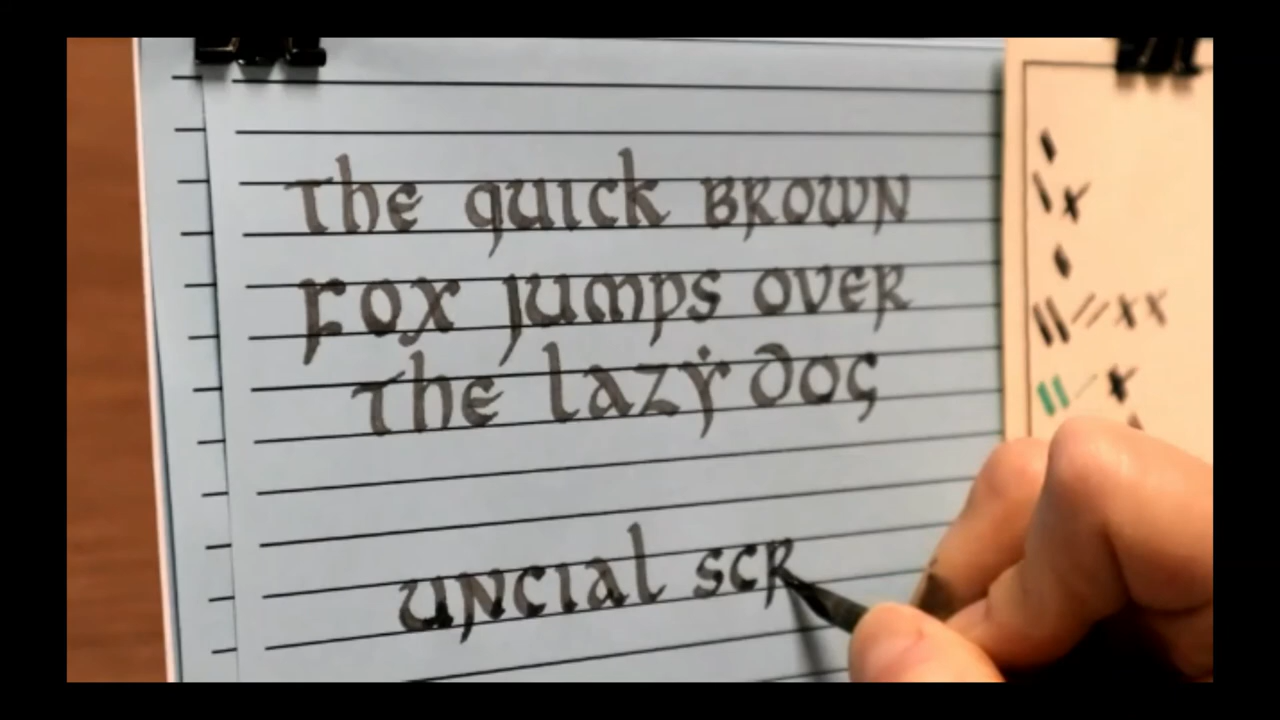 The quick BROWN
FOX jumps OVER
The lazy dog
UNCIAL SCR